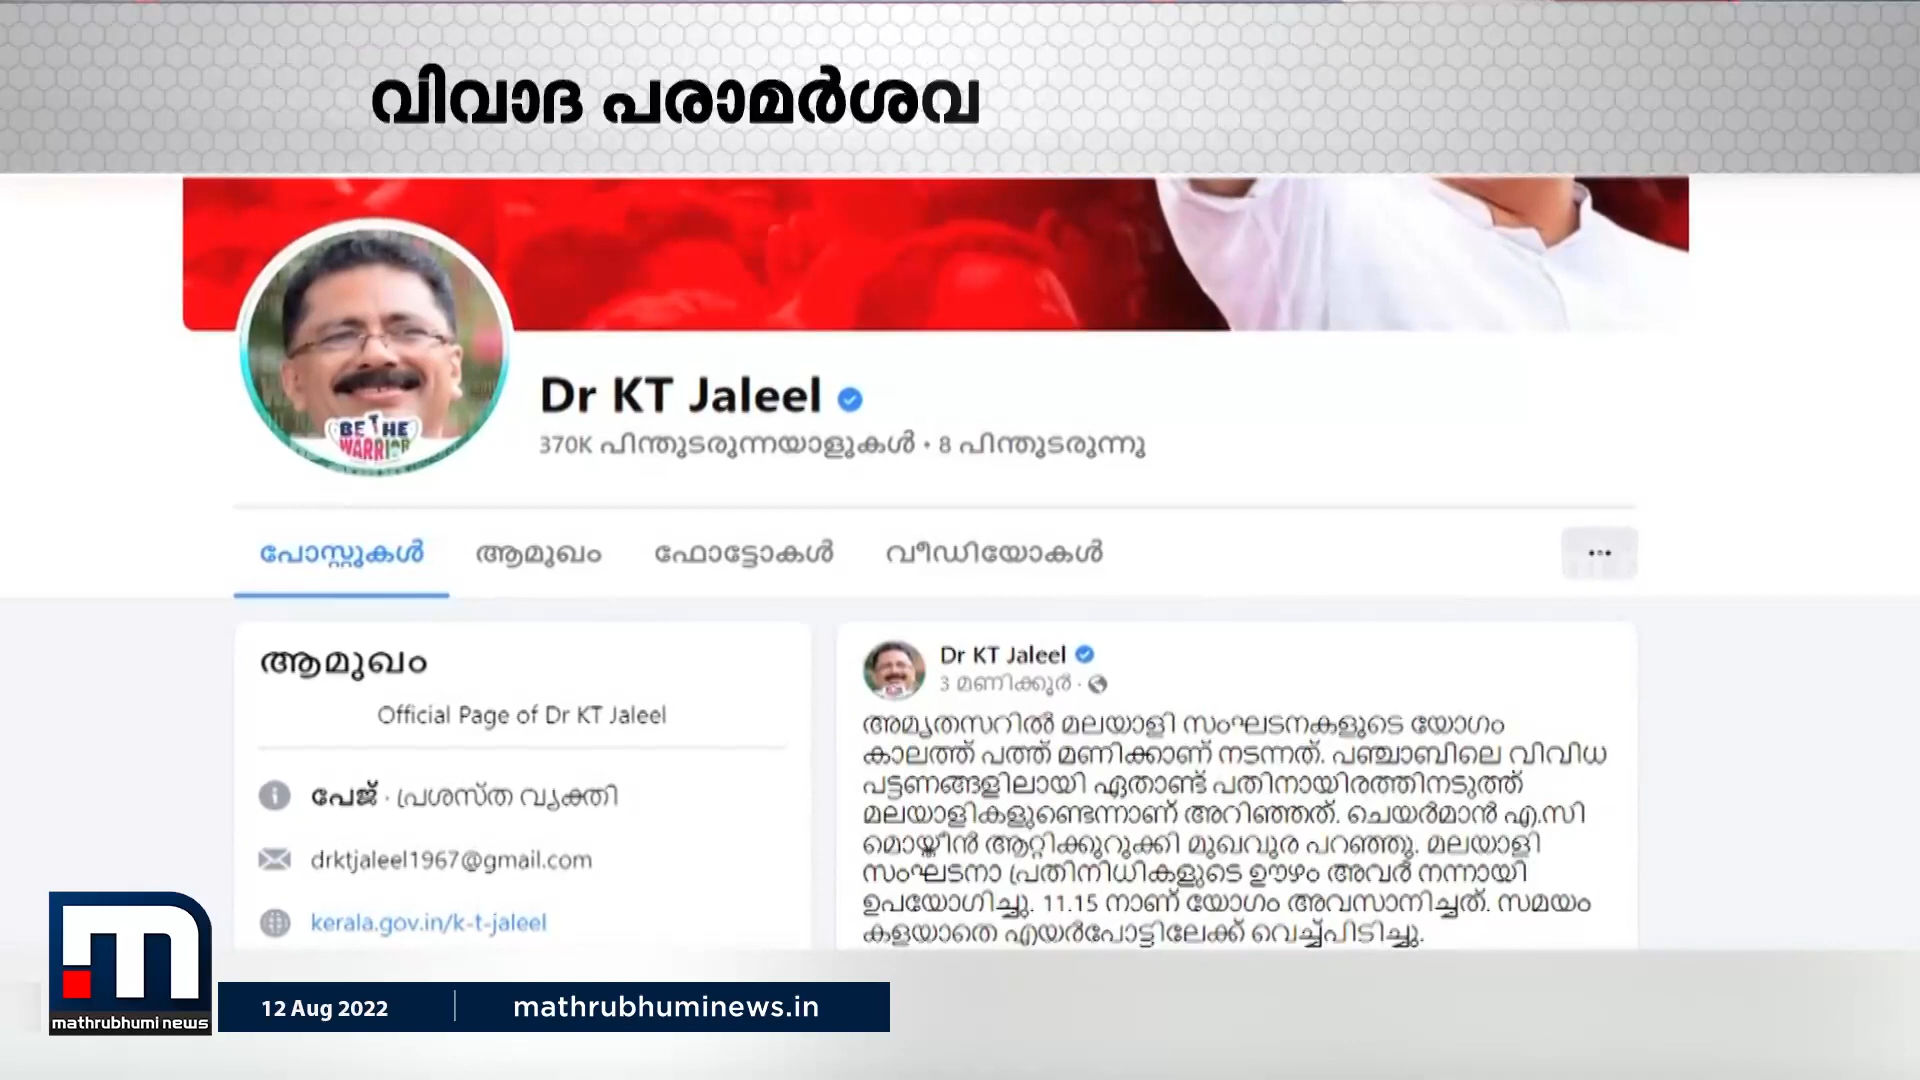 വിവാദ പരാമർശവ
BE THE
WARRIOR
Dr KT Jaleel
370K പിന്തുടരുന്നയാളുകൾ • 8 പിന്തുടരുന്നു
പോസ്റ്റുകൾ ആമുഖം ഫോട്ടോകൾ വീഡിയോകൾ
ആമുഖം
Official Page of Dr KT Jaleel
പേജ് · പ്രശസ്ത വ്യക്തി
drktjaleel1967@gmail.com
kerala.gov.in/k-t-jaleel
Dr KT Jaleel
3 മണിക്കൂർ ·
അമൃതസറിൽ മലയാളി സംഘടനകളുടെ യോഗം
കാലത്ത് പത്ത് മണിക്കാണ് നടന്നത്. പഞ്ചാബിലെ വിവിധ
പട്ടണങ്ങളിലായി ഏതാണ്ട് പതിനായിരത്തിനടുത്ത്
മലയാളികളുണ്ടെന്നാണ് അറിഞ്ഞത്. ചെയർമാൻ എ.സി
മൊയ്തീൻ ആറ്റിക്കുറുക്കി മുഖവുര പറഞ്ഞു. മലയാളി
സംഘടനാ പ്രതിനിധികളുടെ ഊഴം അവർ നന്നായി
ഉപയോഗിച്ചു. 11.15 നാണ് യോഗം അവസാനിച്ചത്. സമയം
കളയാതെ എയർപോട്ടിലേക്ക് വെച്ച്പിടിച്ചു.
mathrubhumi news
12 Aug 2022
mathrubhuminews.in